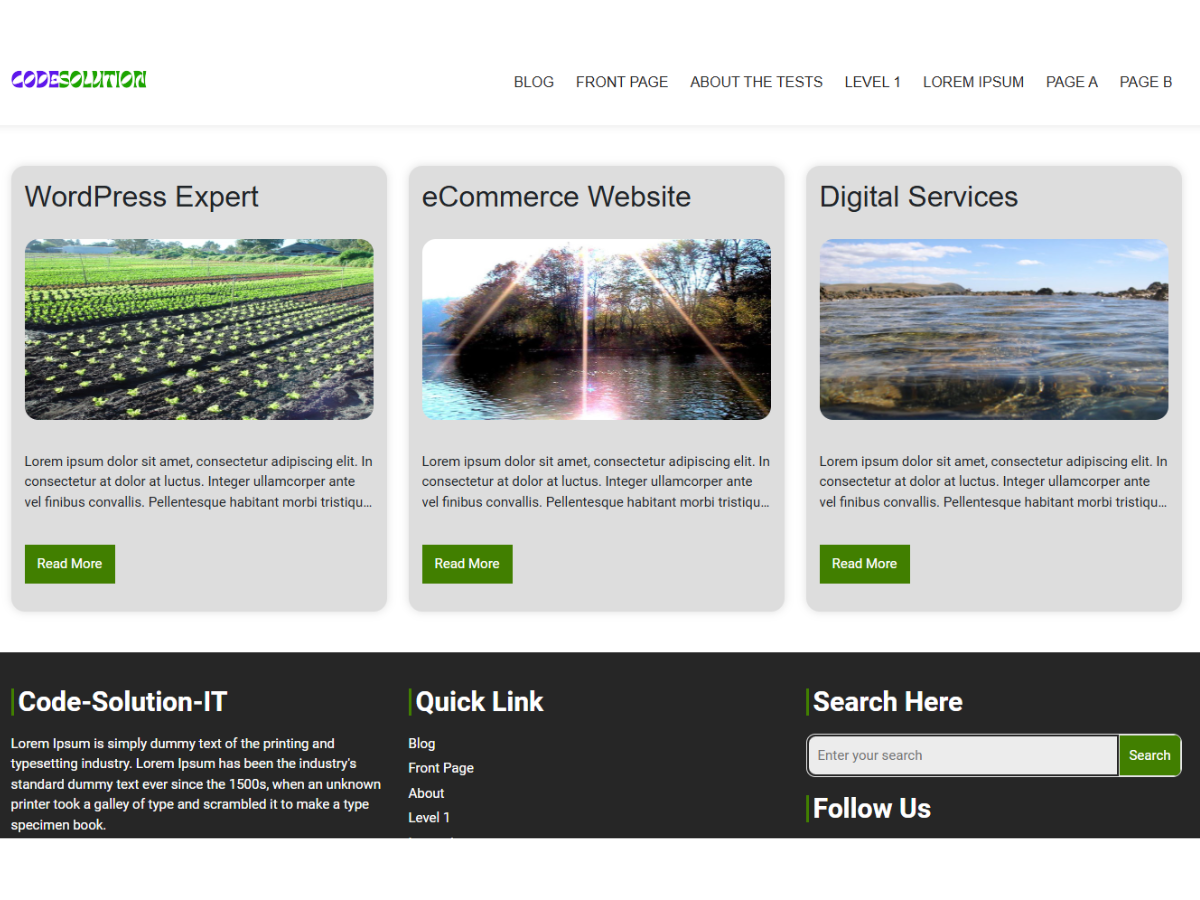 CODESOLUTION
BLOG FRONT PAGE ABOUT THE TESTS LEVEL 1 LOREM IPSUM PAGE A PAGE B
WordPress Expert
Lorem ipsum dolor sit amet, consectetur adipiscing elit. In
consectetur at dolor at luctus. Integer ullamcorper ante
vel finibus convallis. Pellentesque habitant morbi tristiqu...
Read More
eCommerce Website
Lorem ipsum dolor sit amet, consectetur adipiscing elit. In
consectetur at dolor at luctus. Integer ullamcorper ante
vel finibus convallis. Pellentesque habitant morbi tristiqu...
Read More
Digital Services
Lorem ipsum dolor sit amet, consectetur adipiscing elit. In
consectetur at dolor at luctus. Integer ullamcorper ante
vel finibus convallis. Pellentesque habitant morbi tristiqu...
Read More
Code-Solution-IT
Lorem Ipsum is simply dummy text of the printing and
typesetting industry. Lorem Ipsum has been the industry's
standard dummy text ever since the 1500s, when an unknown
printer took a galley of type and scrambled it to make a type
specimen book.
Quick Link
Blog
Front Page
About
Level 1
Search Here
Enter your search
Search
Follow Us